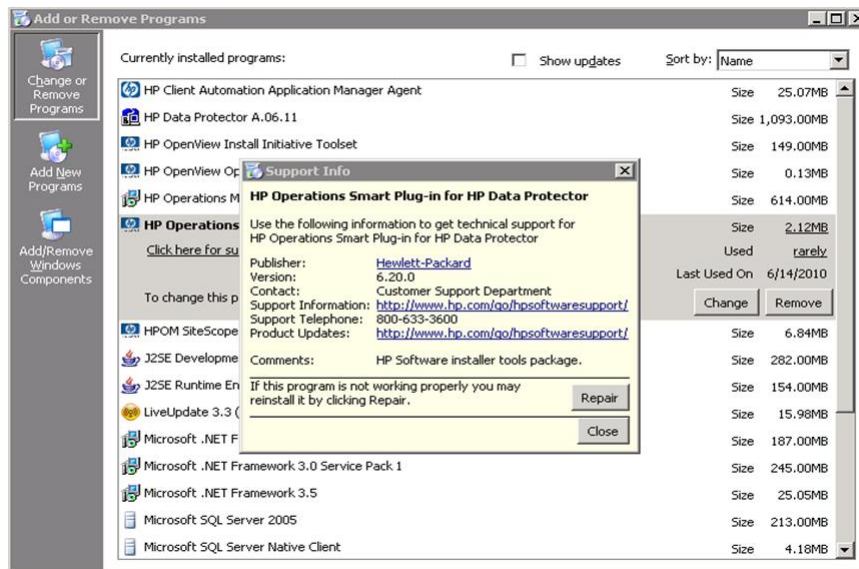 Add or Remove Programs
Change or Remove Programs
Add New Programs
Add/Remove Windows Components
Currently installed programs:
Show updates
Sort by: Name
HP Client Automation Application Manager Agent Size 25.07MB
HP Data Protector A.06.11 Size 1,093.00MB
HP OpenView Install Initiative Toolset Size 149.00MB
HP OpenView Op Size 0.13MB
HP Operations M Size 614.00MB
HP Operations Size 2.12MB
Click here for su Used rarely
Last Used On 6/14/2010
To change this p Change Remove
HPOM SiteScope Size 6.84MB
J2SE Developme Size 282.00MB
J2SE Runtime En Size 154.00MB
LiveUpdate 3.3 ( Size 15.98MB
Microsoft .NET F Size 187.00MB
Microsoft .NET Framework 3.0 Service Pack 1 Size 245.00MB
Microsoft .NET Framework 3.5 Size 25.05MB
Microsoft SQL Server 2005 Size 213.00MB
Microsoft SQL Server Native Client Size 4.18MB
Support Info
HP Operations Smart Plug-in for HP Data Protector
Use the following information to get technical support for
HP Operations Smart Plug-in for HP Data Protector
Publisher: Hewlett-Packard
Version: 6.20.0
Contact: Customer Support Department
Support Information: http://www.hp.com/go/hpsoftwaresupport/
Support Telephone: 800-633-3600
Product Updates: http://www.hp.com/go/hpsoftwaresupport/
Comments: HP Software installer tools package.
If this program is not working properly you may
reinstall it by clicking Repair.
Repair
Close